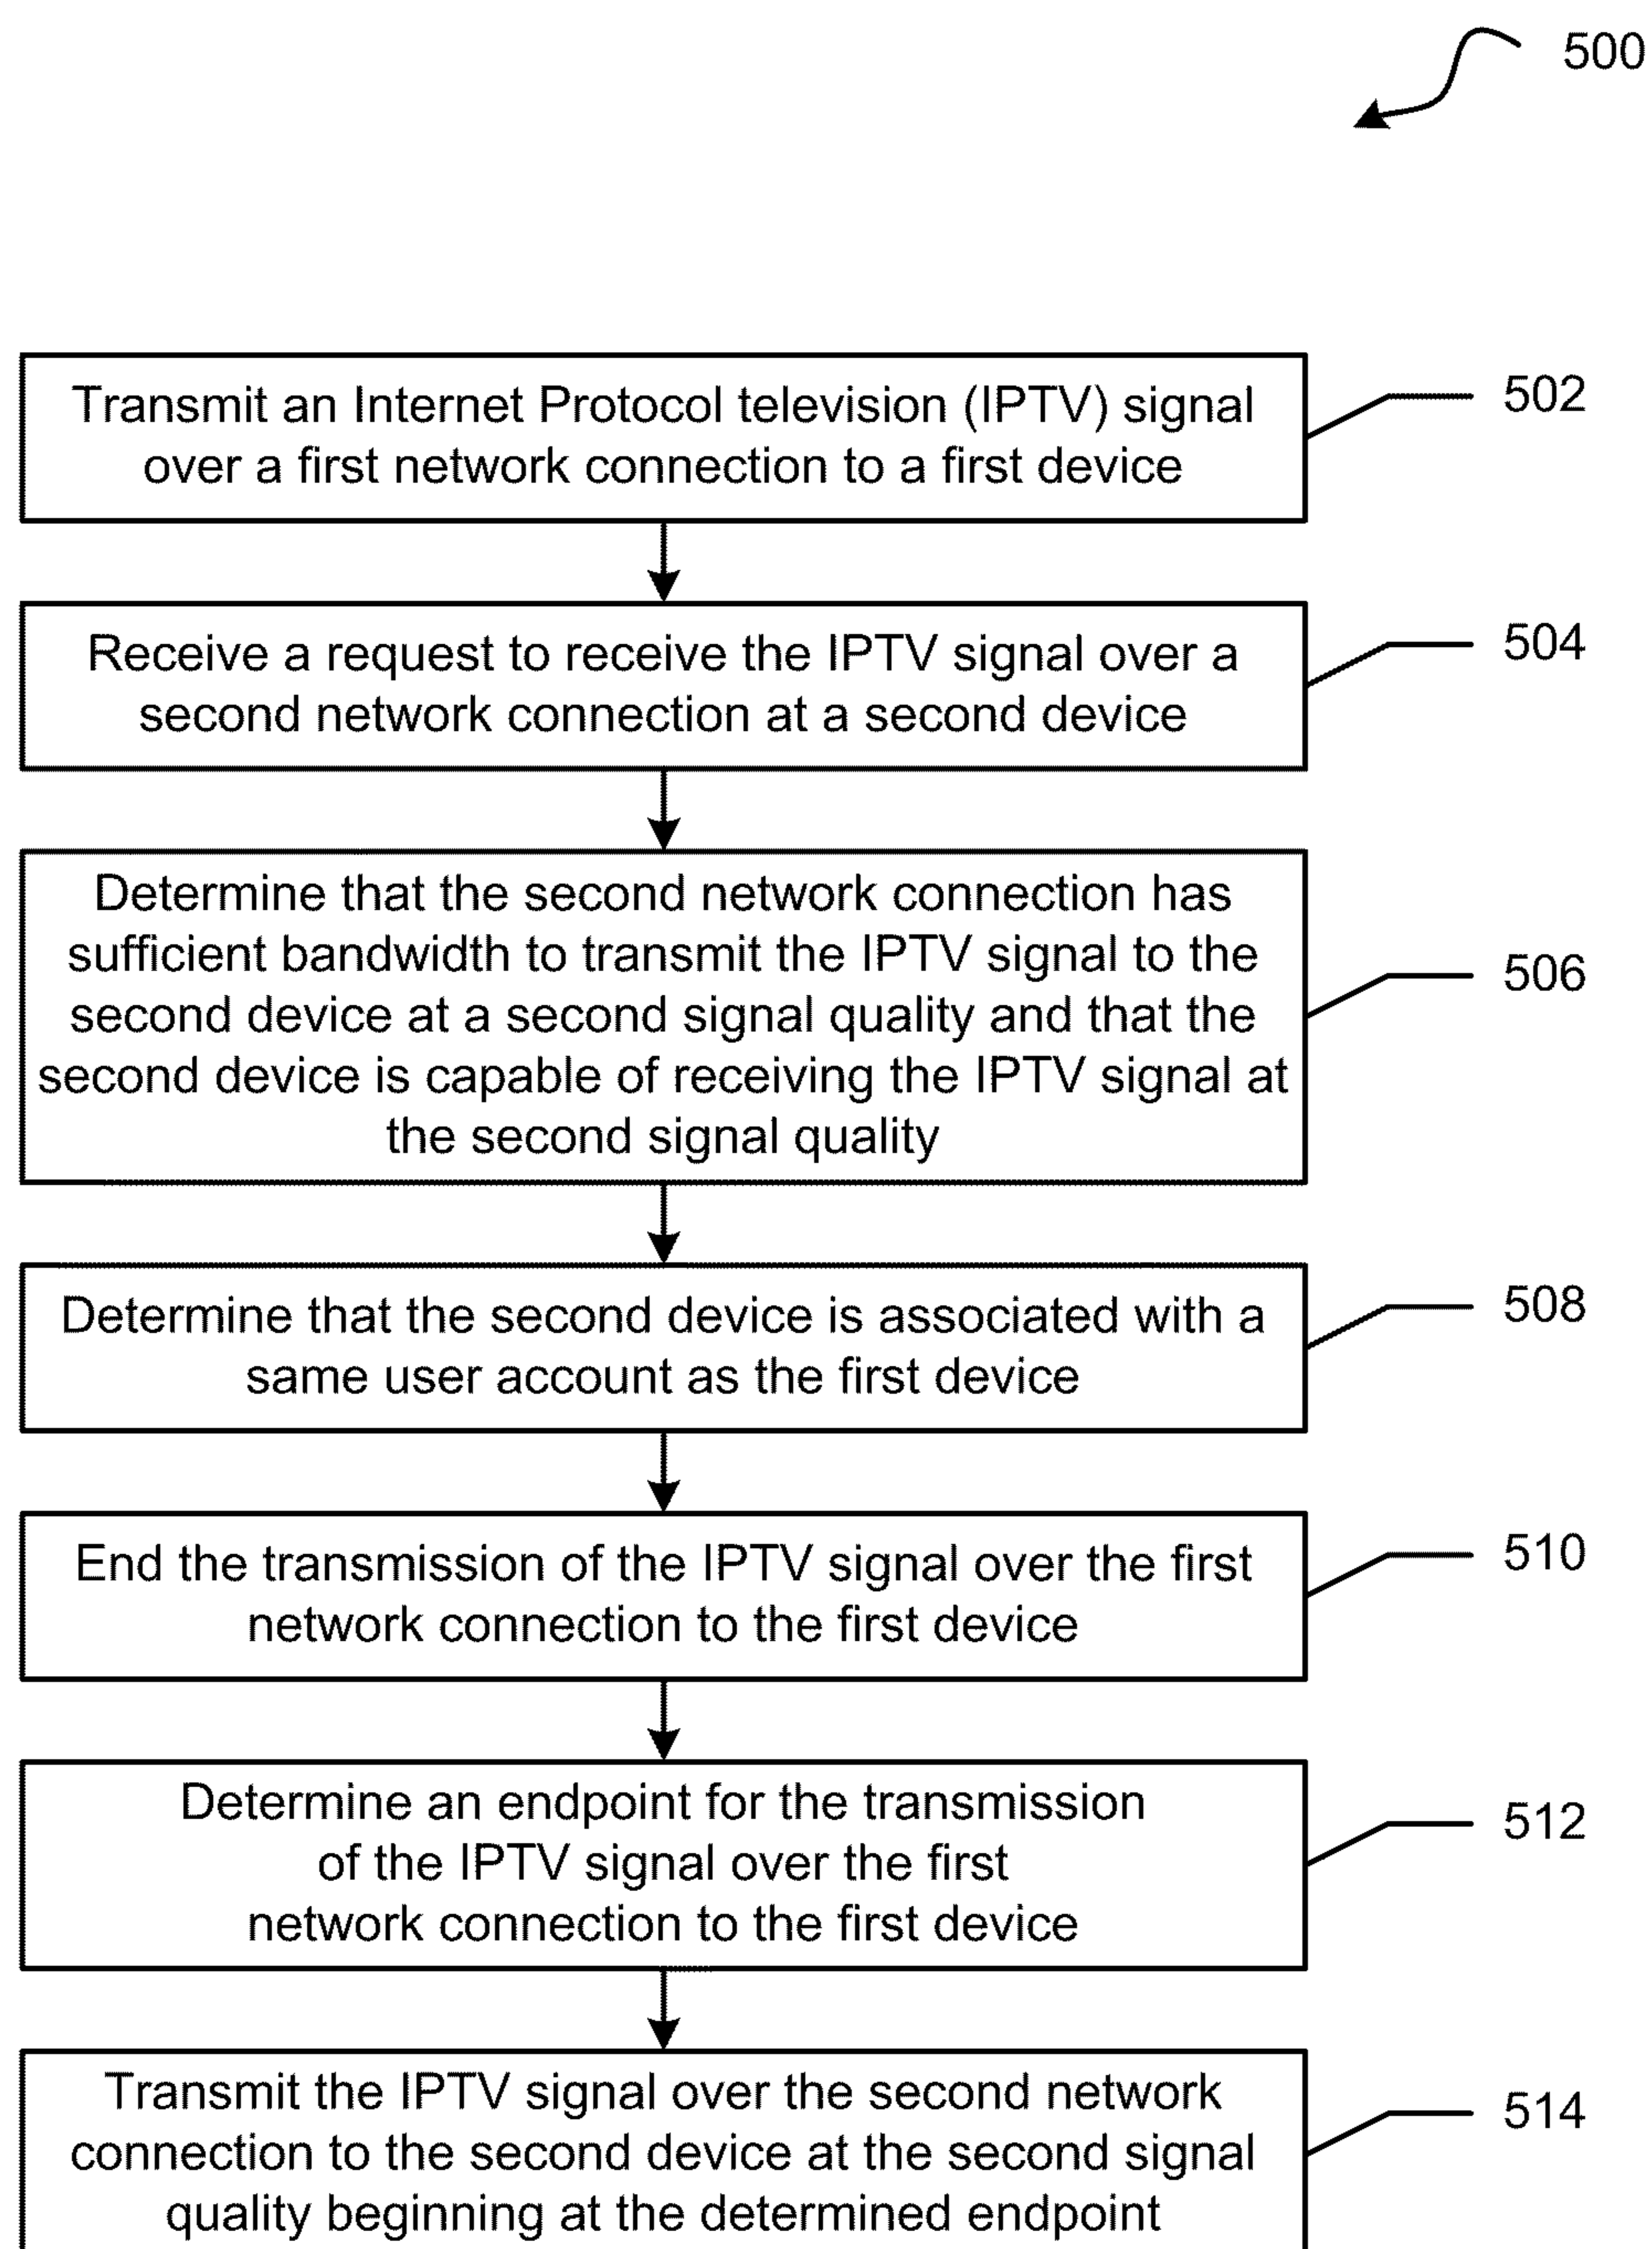 500
Transmit an Internet Protocol television (IPTV) signal
over a first network connection to a first device
502
Receive a request to receive the IPTV signal over a
second network connection at a second device
504
Determine that the second network connection has
sufficient bandwidth to transmit the IPTV signal to the
second device at a second signal quality and that the
second device is capable of receiving the IPTV signal at
the second signal quality
506
Determine that the second device is associated with a
same user account as the first device
508
End the transmission of the IPTV signal over the first
network connection to the first device
510
Determine an endpoint for the transmission
of the IPTV signal over the first
network connection to the first device
512
Transmit the IPTV signal over the second network
connection to the second device at the second signal
quality beginning at the determined endpoint
514